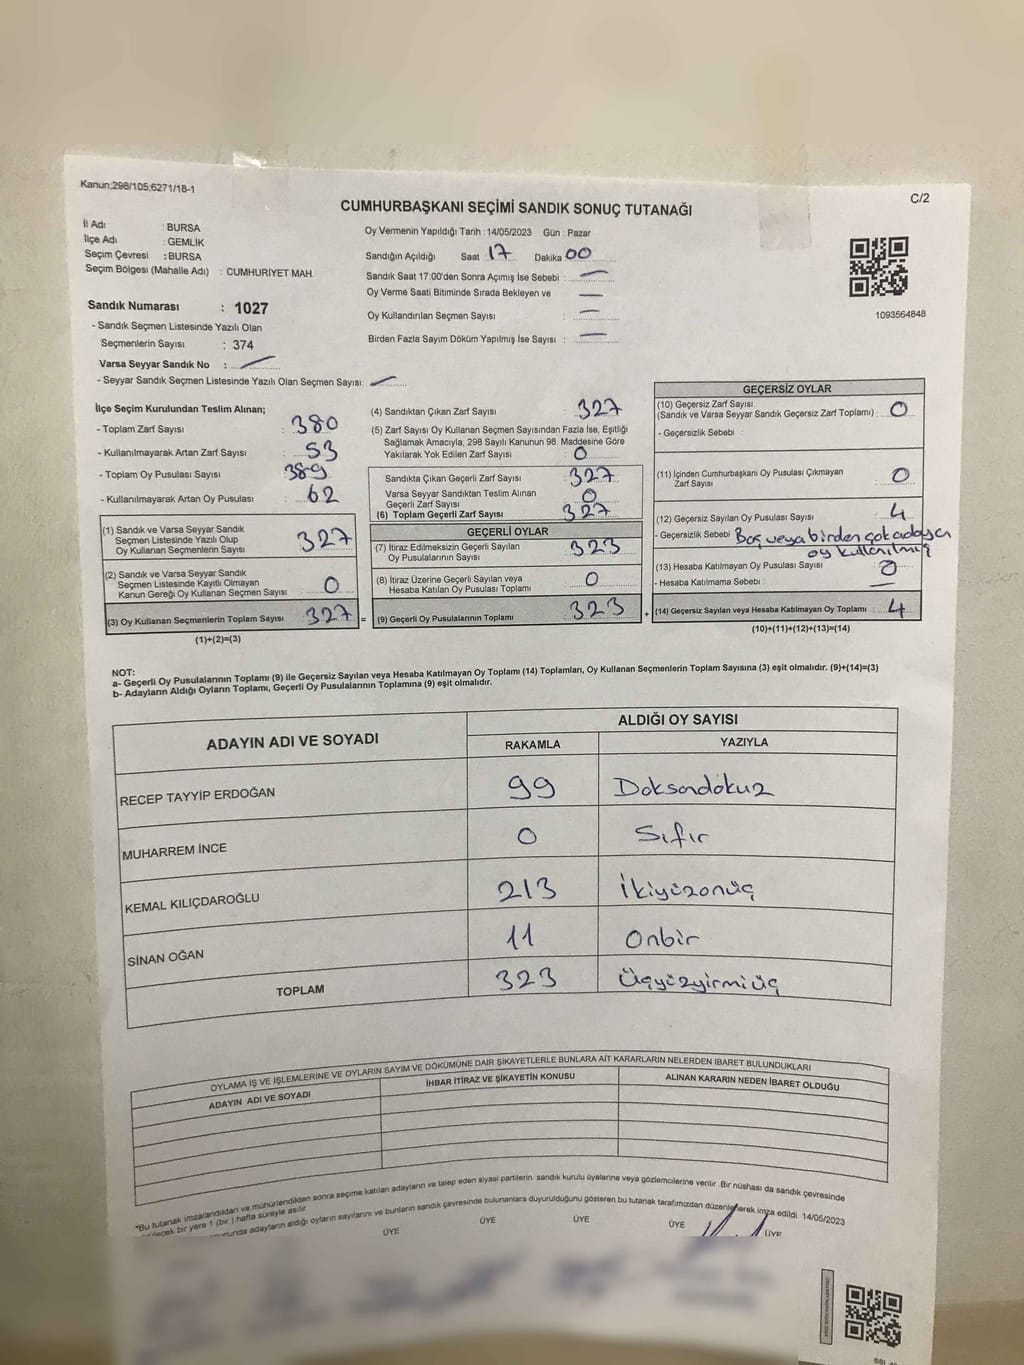 Kanun:298/105;6271/18-1
C/2
CUMHURBAŞKANI SEÇİMİ SANDIK SONUÇ TUTANAĞI
İl Adı : BURSA
İlçe Adı : GEMLİK
Seçim Çevresi : BURSA
Seçim Bölgesi (Mahalle Adı) : CUMHURİYET MAH.
Oy Vermenin Yapıldığı Tarih : 14/05/2023 Gün : Pazar
Sandığın Açıldığı Saat 17 Dakika 00
Sandık Saat 17:00'den Sonra Açımış İse Sebebi :
Oy Verme Saati Bitiminde Sırada Bekleyen ve
Oy Kullandırılan Seçmen Sayısı
Birden Fazla Sayım Döküm Yapılmış İse Sayısı :
1093564848
Sandık Numarası : 1027
- Sandık Seçmen Listesinde Yazılı Olan
Seçmenlerin Sayısı : 374
Varsa Seyyar Sandık No :
- Seyyar Sandık Seçmen Listesinde Yazılı Olan Seçmen Sayısı:
İlçe Seçim Kurulundan Teslim Alınan;
- Toplam Zarf Sayısı : 380
- Kullanılmayarak Artan Zarf Sayısı : 53
- Toplam Oy Pusulası Sayısı : 389
- Kullanılmayarak Artan Oy Pusulası : 62
(1) Sandık ve Varsa Seyyar Sandık
Seçmen Listesinde Yazılı Olup
Oy Kullanan Seçmenlerin Sayısı : 327
(2) Sandık ve Varsa Seyyar Sandık
Seçmen Listesinde Kayıtlı Olmayan
Kanun Gereği Oy Kullanan Seçmen Sayısı : 0
(3) Oy Kullanan Seçmenlerin Toplam Sayısı : 327 =
(1)+(2)=(3)
(4) Sandıktan Çıkan Zarf Sayısı : 327
(5) Zarf Sayısı Oy Kullanan Seçmen Sayısından Fazla İse, Eşitliği
Sağlamak Amacıyla, 298 Sayılı Kanunun 98. Maddesine Göre
Yakılarak Yok Edilen Zarf Sayısı : 0
Sandıkta Çıkan Geçerli Zarf Sayısı : 327
Varsa Seyyar Sandıktan Teslim Alınan
Geçerli Zarf Sayısı : 0
(6) Toplam Geçerli Zarf Sayısı : 327
GEÇERLİ OYLAR
(7) İtiraz Edilmeksizin Geçerli Sayılan
Oy Pusulalarının Sayısı : 323
(8) İtiraz Üzerine Geçerli Sayılan veya
Hesaba Katılan Oy Pusulası Toplamı : 0
(9) Geçerli Oy Pusulalarının Toplamı : 323 +
GEÇERSİZ OYLAR
(10) Geçersiz Zarf Sayısı
(Sandık ve Varsa Seyyar Sandık Geçersiz Zarf Toplamı) : 0
- Geçersizlik Sebebi :
(11) İçinden Cumhurbaşkanı Oy Pusulası Çıkmayan
Zarf Sayısı : 0
(12) Geçersiz Sayılan Oy Pusulası Sayısı : 4
- Geçersizlik Sebebi Boş veya birden çok adaya
oy kullanılmış
(13) Hesaba Katılmayan Oy Pusulası Sayısı : 0
- Hesaba Katılmama Sebebi :
(14) Geçersiz Sayılan veya Hesaba Katılmayan Oy Toplamı : 4
(10)+(11)+(12)+(13)=(14)
NOT:
a- Geçerli Oy Pusulalarının Toplamı (9) ile Geçersiz Sayılan veya Hesaba Katılmayan Oy Toplamı (14) Toplamları, Oy Kullanan Seçmenlerin Toplam Sayısına (3) eşit olmalıdır. (9)+(14)=(3)
b- Adayların Aldığı Oyların Toplamı, Geçerli Oy Pusulalarının Toplamına (9) eşit olmalıdır.
ADAYIN ADI VE SOYADI
ALDIĞI OY SAYISI
RAKAMLA YAZIYLA
RECEP TAYYİP ERDOĞAN 99 Doksandokuz
MUHARREM İNCE 0 Sıfır
KEMAL KILIÇDAROĞLU 213 İkiyüzonüç
SİNAN OĞAN 11 Onbir
TOPLAM 323 Üçyüzyirmiüç
OYLAMA İŞ VE İŞLEMLERİNE VE OYLARIN SAYIM VE DÖKÜMÜNE DAİR ŞİKAYETLERLE BUNLARA AİT KARARLARIN NELERDEN İBARET BULUNDUKLARI
ADAYIN ADI VE SOYADI İHBAR İTİRAZ VE ŞİKAYETİN KONUSU ALINAN KARARIN NEDEN İBARET OLDUĞU
*Bu tutanak imzalandıktan ve mühürlendikten sonra seçime katılan adayların ve talep eden siyasi partilerin sandık kurulu üyelerine veya gözlemcilerine verilir. Bir nüshası da sandık çevresinde
bir yere 1 (bir) hafta süreyle asılır.
adayların aldığı oyların sayılarını ve bunların sandık çevresinde bulunanlara duyurulduğunu gösteren bu tutanak tarafımızdan düzenlenerek imza edildi. 14/05/2023
ÜYE ÜYE ÜYE ÜYE ÜYE